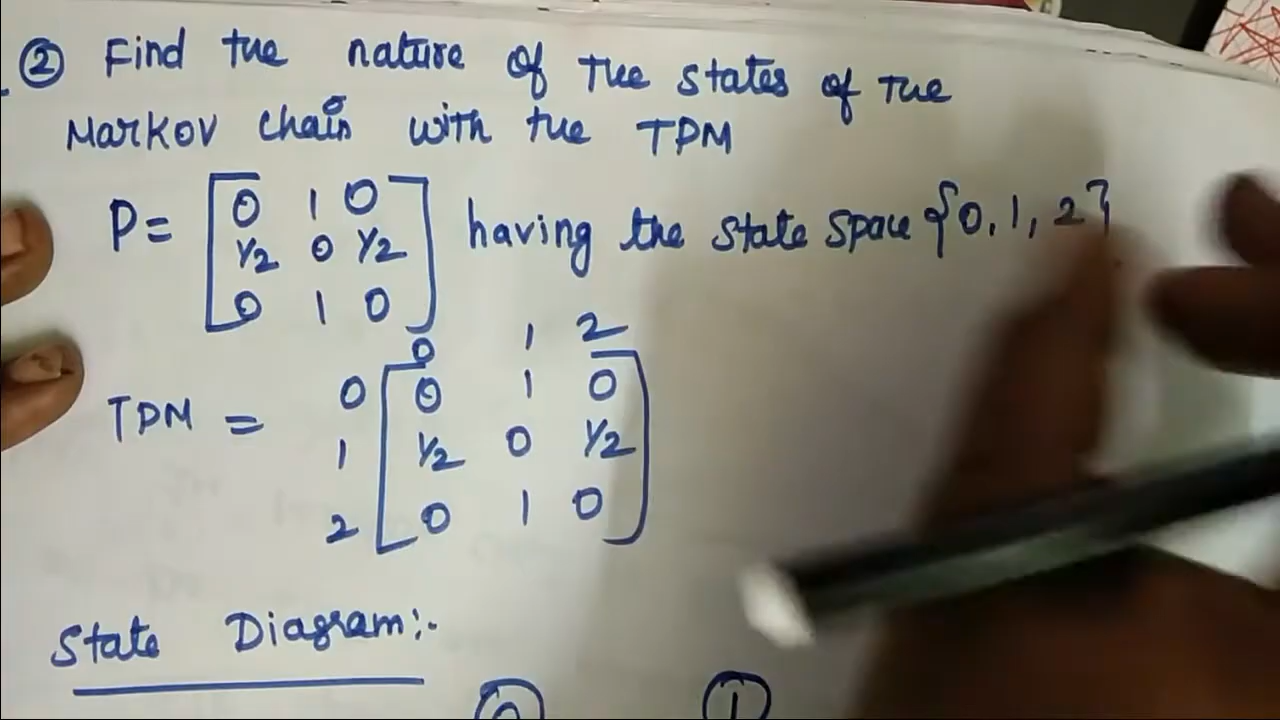 ② Find the nature of the states of the
Markov chain with the TPM
P= [ 0 1 0
1/2 0 1/2
0 1 0 ] having the state space {0, 1, 2}
0 1 2
TPM = 0 [ 0 1 0
1 1/2 0 1/2
2 0 1 0 ]
State Diagram:-
0 1